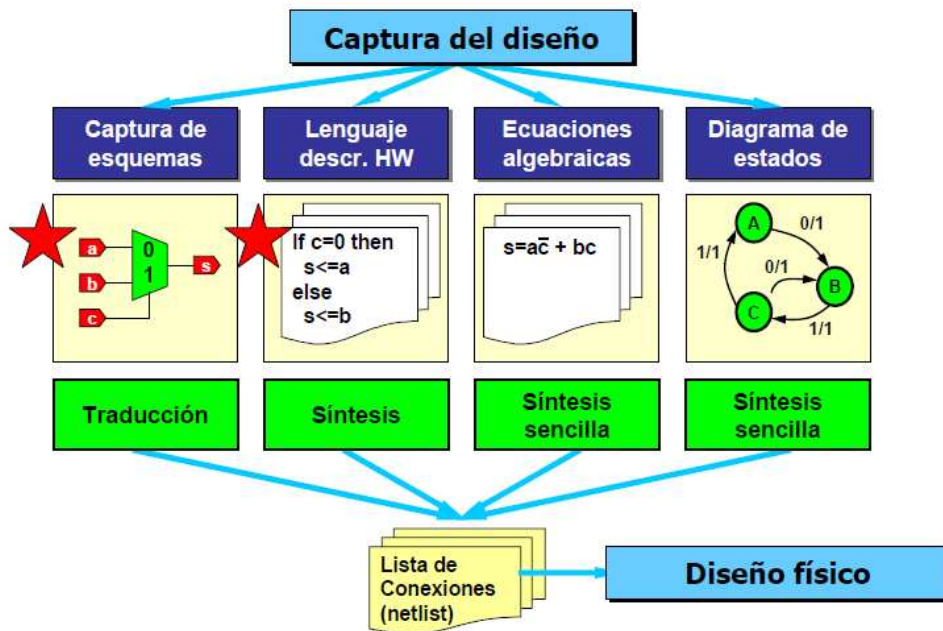 Captura del diseño
Captura de
esquemas
Lenguaje
descr. HW
Ecuaciones
algebraicas
Diagrama de
estados
a
b
c
0
1
s
If c=0 then
s<=a
else
s<=b
s=ac̅ + bc
A
0/1
1/1
0/1
B
C
1/1
Traducción
Síntesis
Síntesis
sencilla
Síntesis
sencilla
Lista de
Conexiones
(netlist)
Diseño físico